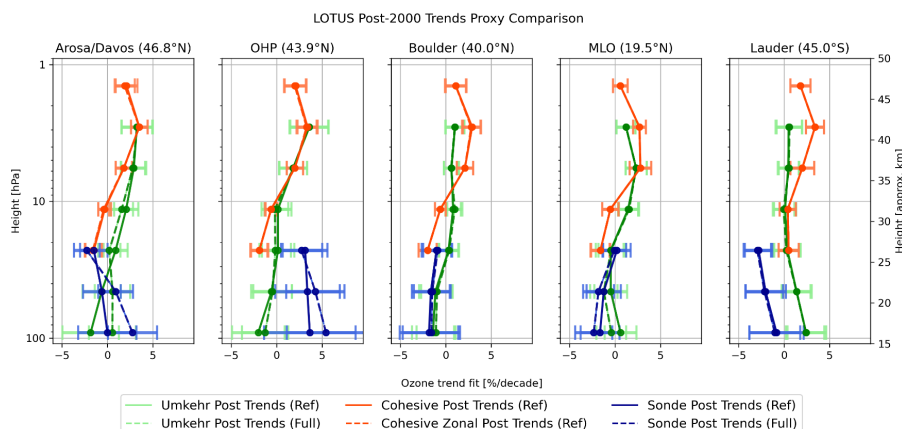 LOTUS Post-2000 Trends Proxy Comparison
Arosa/Davos (46.8°N)
OHP (43.9°N)
Boulder (40.0°N)
MLO (19.5°N)
Lauder (45.0°S)
Height [hPa]
1
10
100
−5 0 5
−5 0 5
−5 0 5
−5 0 5
−5 0 5
50
45
40
35
30
25
20
15
Height [approx. km]
Ozone trend fit [%/decade]
Umkehr Post Trends (Ref)
Umkehr Post Trends (Full)
Cohesive Post Trends (Ref)
Cohesive Zonal Post Trends (Ref)
Sonde Post Trends (Ref)
Sonde Post Trends (Full)